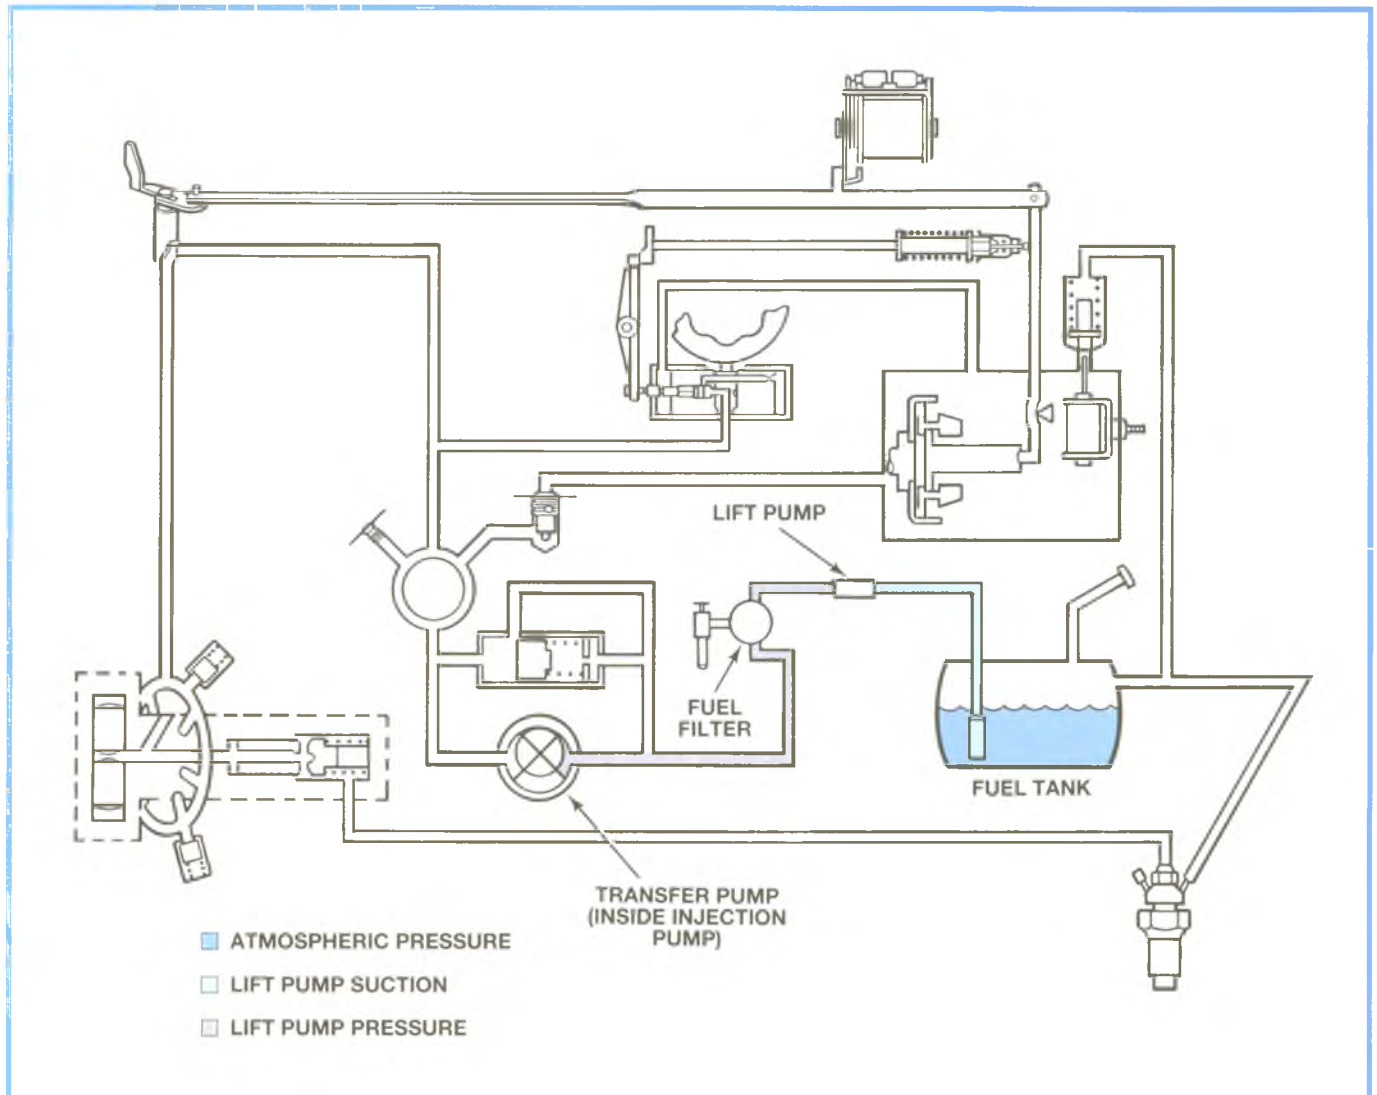 LIFT PUMP
FUEL
FILTER
FUEL TANK
TRANSFER PUMP
(INSIDE INJECTION
PUMP)
ATMOSPHERIC PRESSURE
LIFT PUMP SUCTION
LIFT PUMP PRESSURE